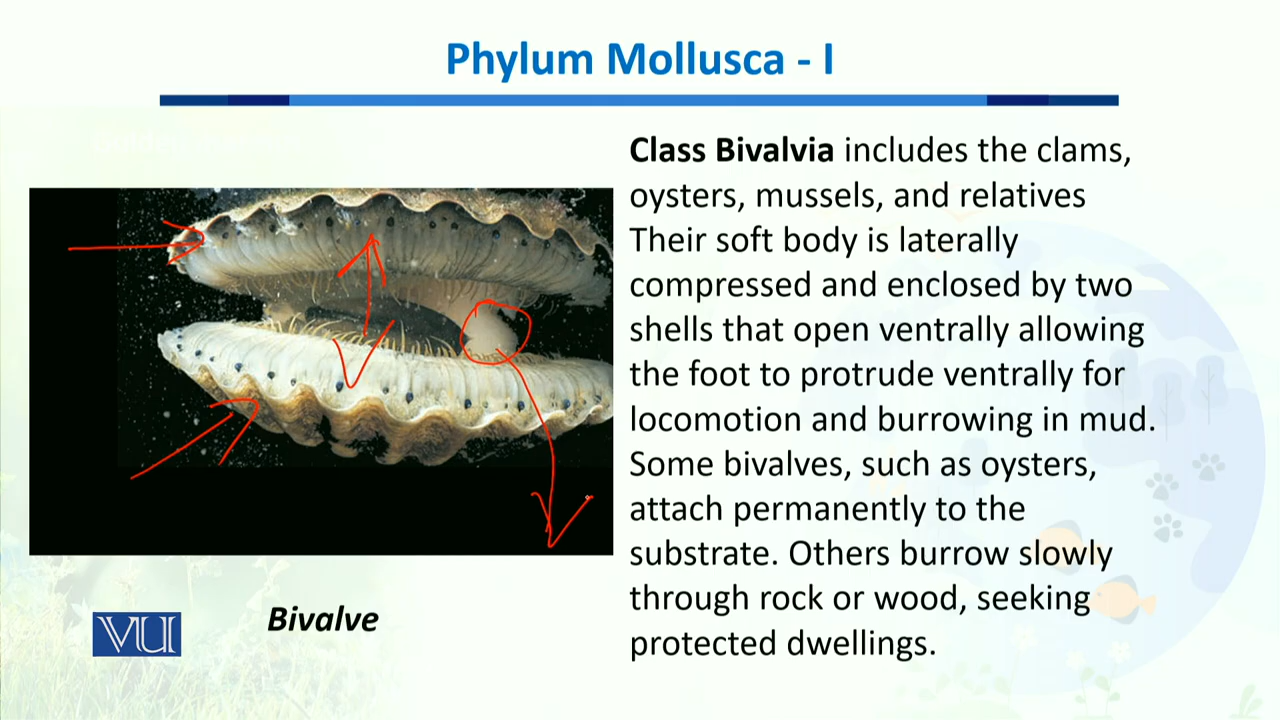 Phylum Mollusca - I
Class Bivalvia includes the clams,
oysters, mussels, and relatives
Their soft body is laterally
compressed and enclosed by two
shells that open ventrally allowing
the foot to protrude ventrally for
locomotion and burrowing in mud.
Some bivalves, such as oysters,
attach permanently to the
substrate. Others burrow slowly
through rock or wood, seeking
protected dwellings.
Bivalve
VU